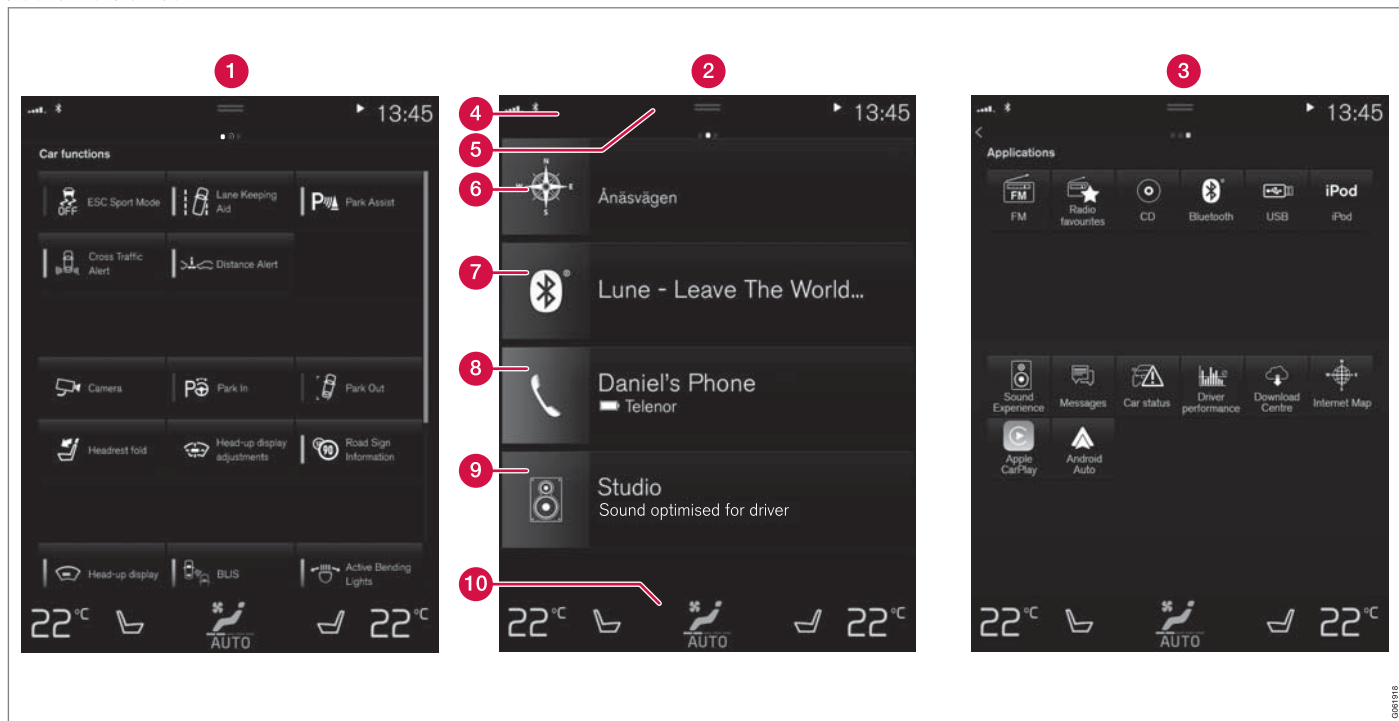 1
2
3
13:45
Car functions
ESC Sport Mode
OFF
Lane Keeping
Aid
P
Park Assist
Cross Traffic
Alert
Distance Alert
Camera
P
Park In
Park Out
Headrest fold
Head-up display
adjustments
90
Road Sign
Information
Head-up display
BLIS
Active Bending
Lights
22°C
AUTO
22°C
4
5
6
7
8
9
10
13:45
N
W
E
S
Ånäsvägen
®
Lune - Leave The World...
Daniel's Phone
Telenor
Studio
Sound optimised for driver
22°C
AUTO
22°C
13:45
Applications
FM
FM
Radio
favourites
CD
Bluetooth
USB
iPod
iPod
Sound
Experience
Messages
Car status
Driver
performance
Download
Centre
Internet Map
Apple
CarPlay
Android
Auto
22°C
AUTO
22°C
G061918